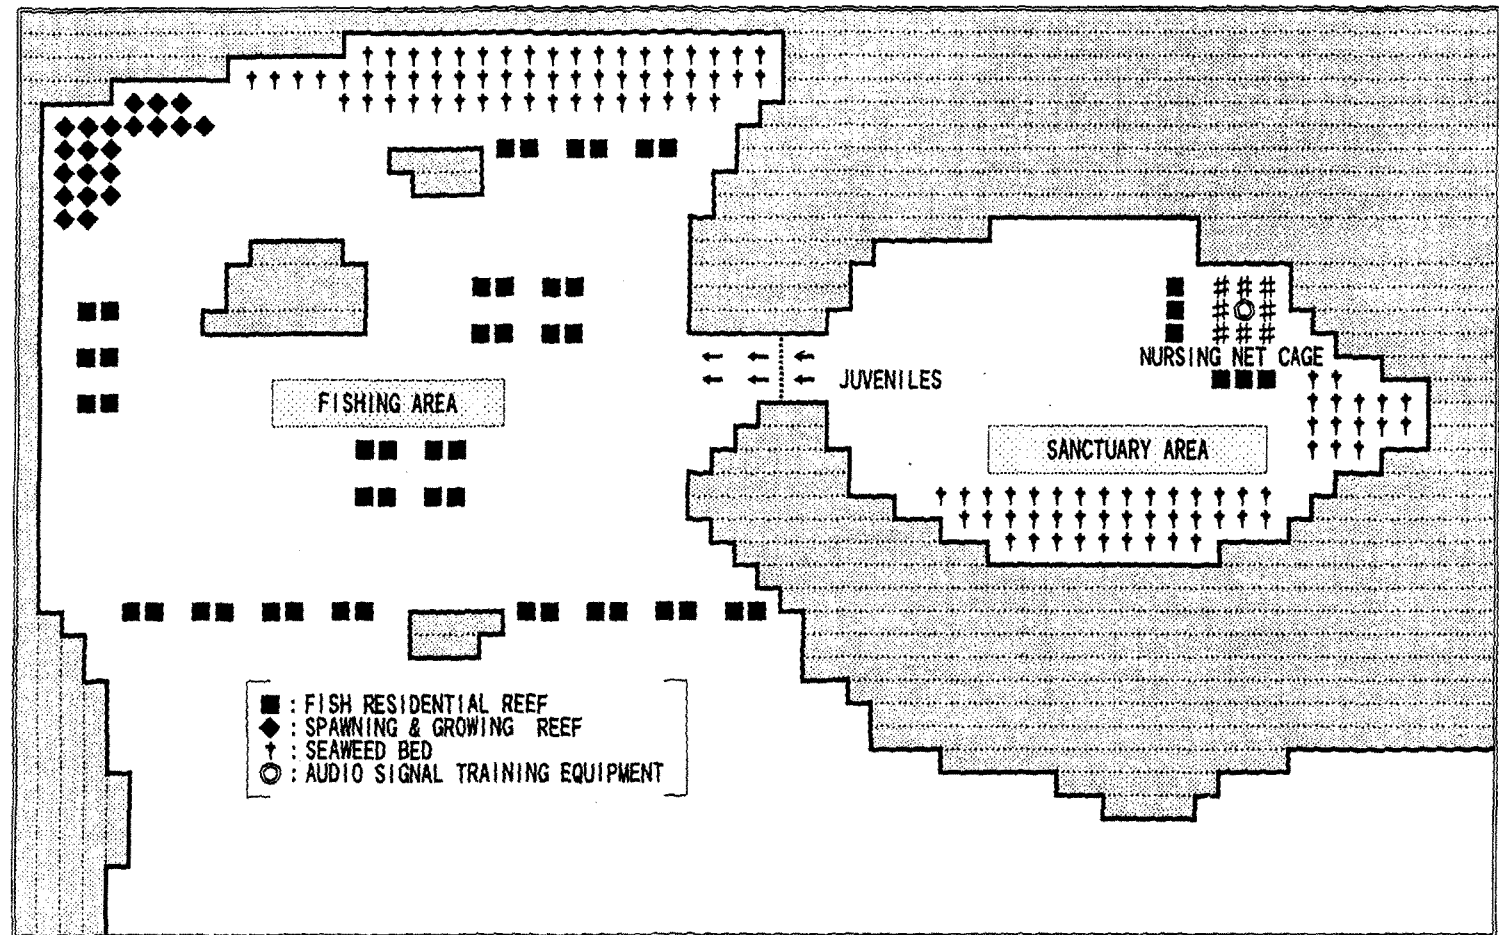 NURSING NET CAGE
JUVENILES
FISHING AREA
SANCTUARY AREA
■ : FISH RESIDENTIAL REEF
◆ : SPAWNING & GROWING REEF
† : SEAWEED BED
◎ : AUDIO SIGNAL TRAINING EQUIPMENT